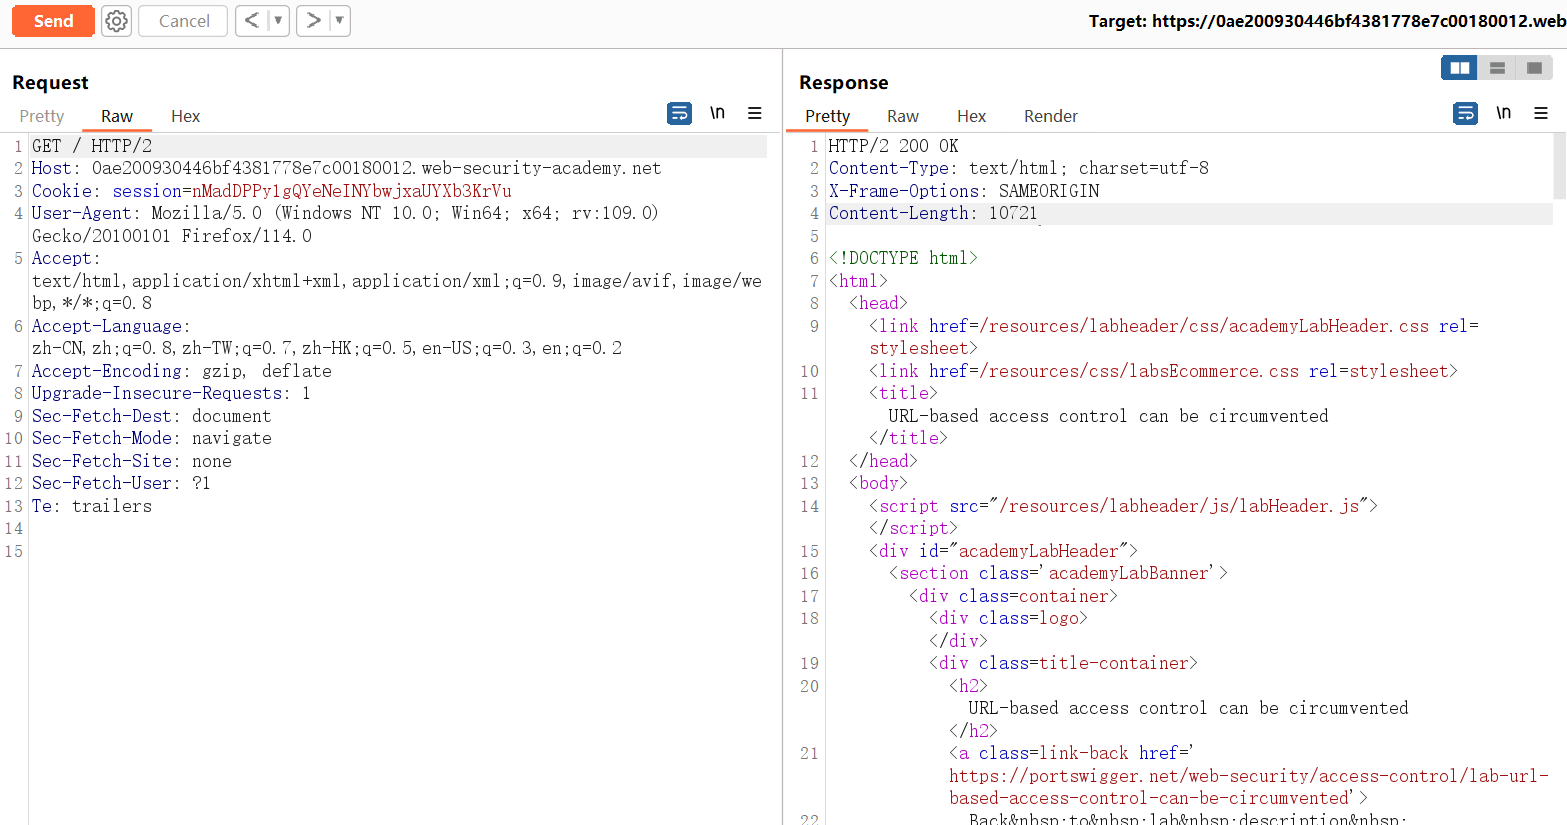 Send
Cancel
Target: https://0ae200930446bf4381778e7c00180012.web
Request
Pretty Raw Hex
\n
1 GET / HTTP/2
2 Host: 0ae200930446bf4381778e7c00180012.web-security-academy.net
3 Cookie: session=nMadDPPy1gQYeNeINYbwjxaUYXb3KrVu
4 User-Agent: Mozilla/5.0 (Windows NT 10.0; Win64; x64; rv:109.0)
Gecko/20100101 Firefox/114.0
5 Accept:
text/html,application/xhtml+xml,application/xml;q=0.9,image/avif,image/we
bp,*/*;q=0.8
6 Accept-Language:
zh-CN,zh;q=0.8,zh-TW;q=0.7,zh-HK;q=0.5,en-US;q=0.3,en;q=0.2
7 Accept-Encoding: gzip, deflate
8 Upgrade-Insecure-Requests: 1
9 Sec-Fetch-Dest: document
10 Sec-Fetch-Mode: navigate
11 Sec-Fetch-Site: none
12 Sec-Fetch-User: ?1
13 Te: trailers
14
15
Response
Pretty Raw Hex Render
\n
1 HTTP/2 200 OK
2 Content-Type: text/html; charset=utf-8
3 X-Frame-Options: SAMEORIGIN
4 Content-Length: 10721
5
6 <!DOCTYPE html>
7 <html>
8 <head>
9 <link href=/resources/labheader/css/academyLabHeader.css rel=
stylesheet>
10 <link href=/resources/css/labsEcommerce.css rel=stylesheet>
11 <title>
URL-based access control can be circumvented
</title>
12 </head>
13 <body>
14 <script src="/resources/labheader/js/labHeader.js">
</script>
15 <div id="academyLabHeader">
16 <section class='academyLabBanner'>
17 <div class=container>
18 <div class=logo>
</div>
19 <div class=title-container>
20 <h2>
URL-based access control can be circumvented
</h2>
21 <a class=link-back href='
https://portswigger.net/web-security/access-control/lab-url-
based-access-control-can-be-circumvented'>
22 Back&nbsp;to&nbsp;lab&nbsp;description&nbsp;